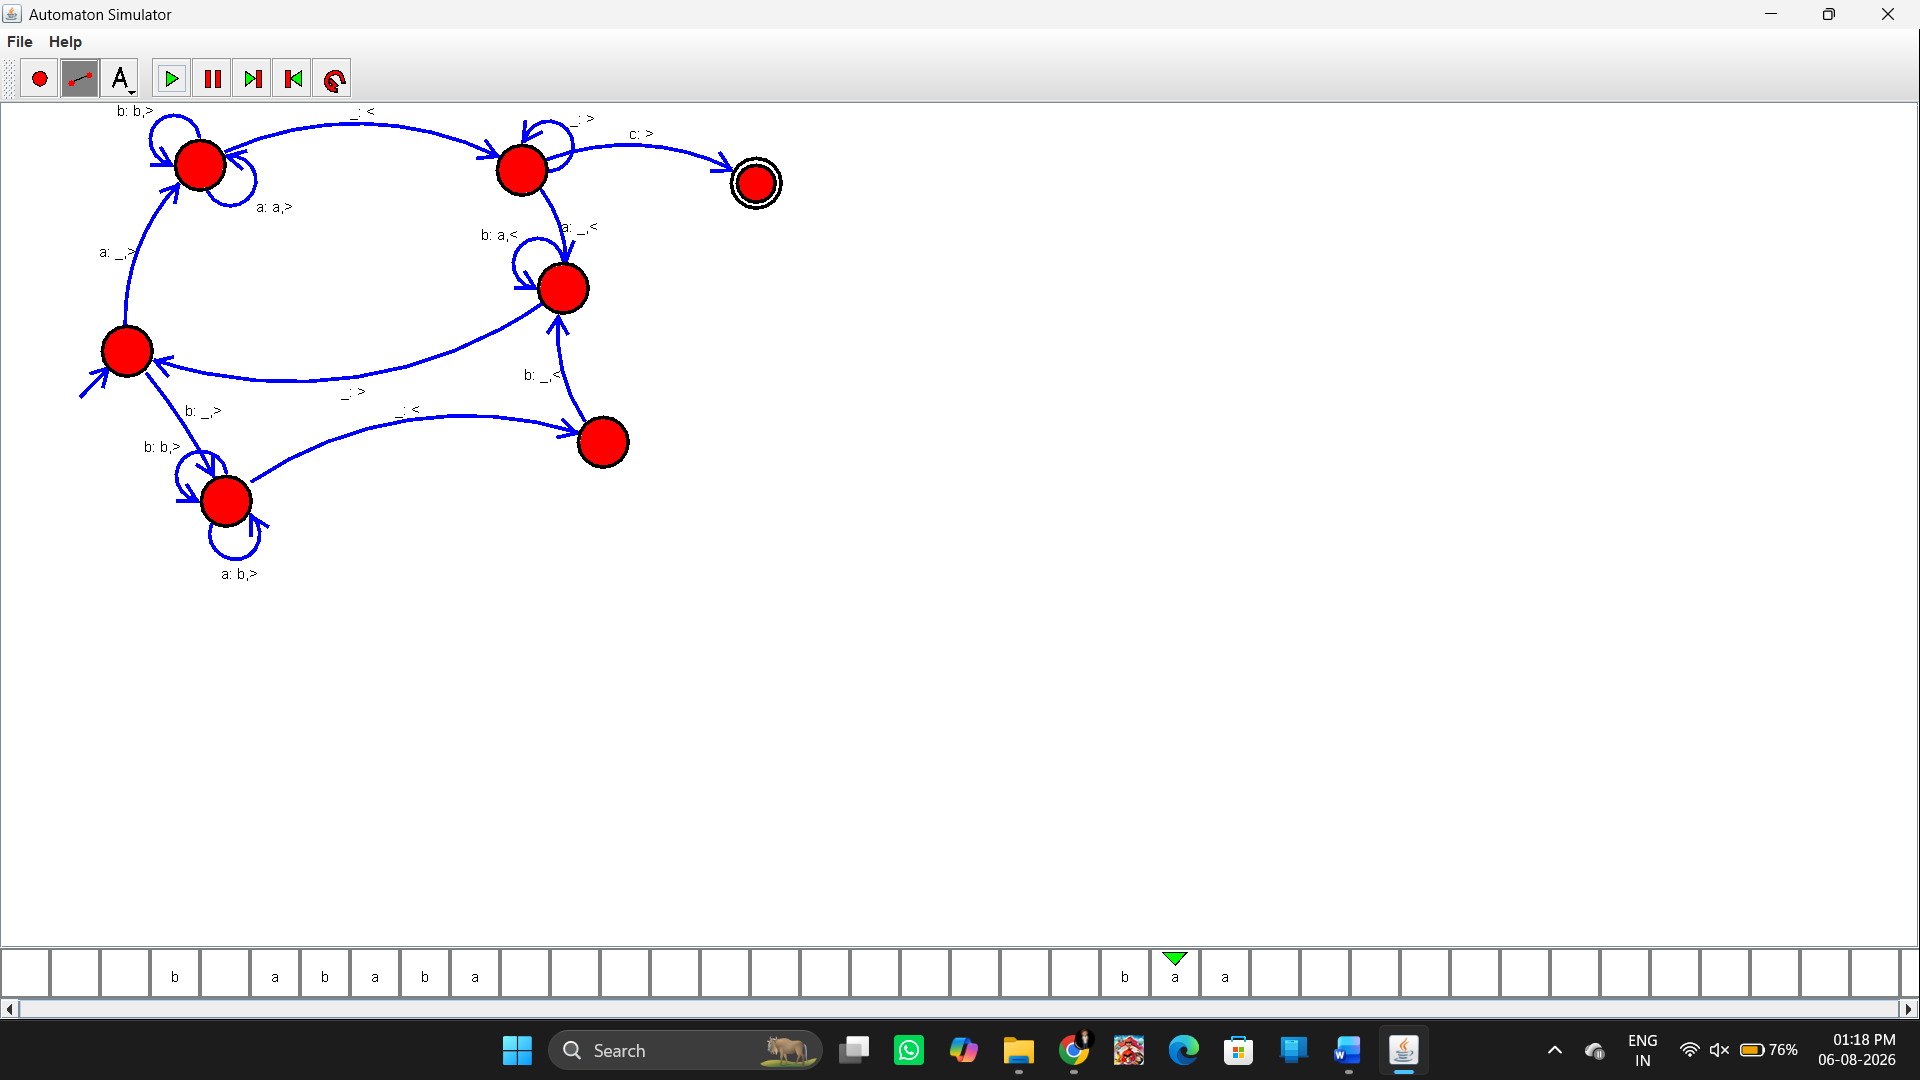 Automaton Simulator
File Help
A
b: b,>
_: <
_: >
c: >
a: a,>
a: _,<
b: a,<
a: _,>
b: _,<
_: >
b: _,>
_: <
b: b,>
a: b,>
b a b a b a b a a
Search
ENG
IN
76%
01:18 PM
06-08-2026